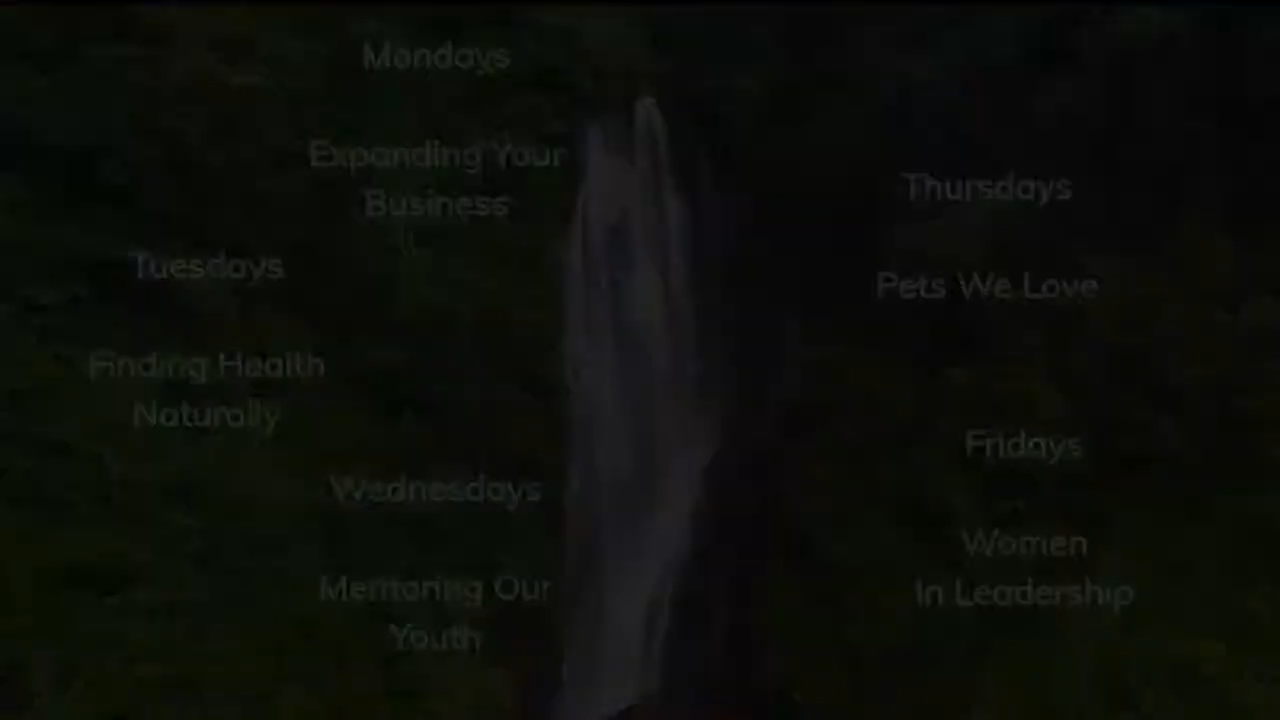 Mondays
Expanding Your
Business
Tuesdays
Finding Health
Naturally
Wednesdays
Mentoring Our
Youth
Thursdays
Pets We Love
Fridays
Women
In Leadership